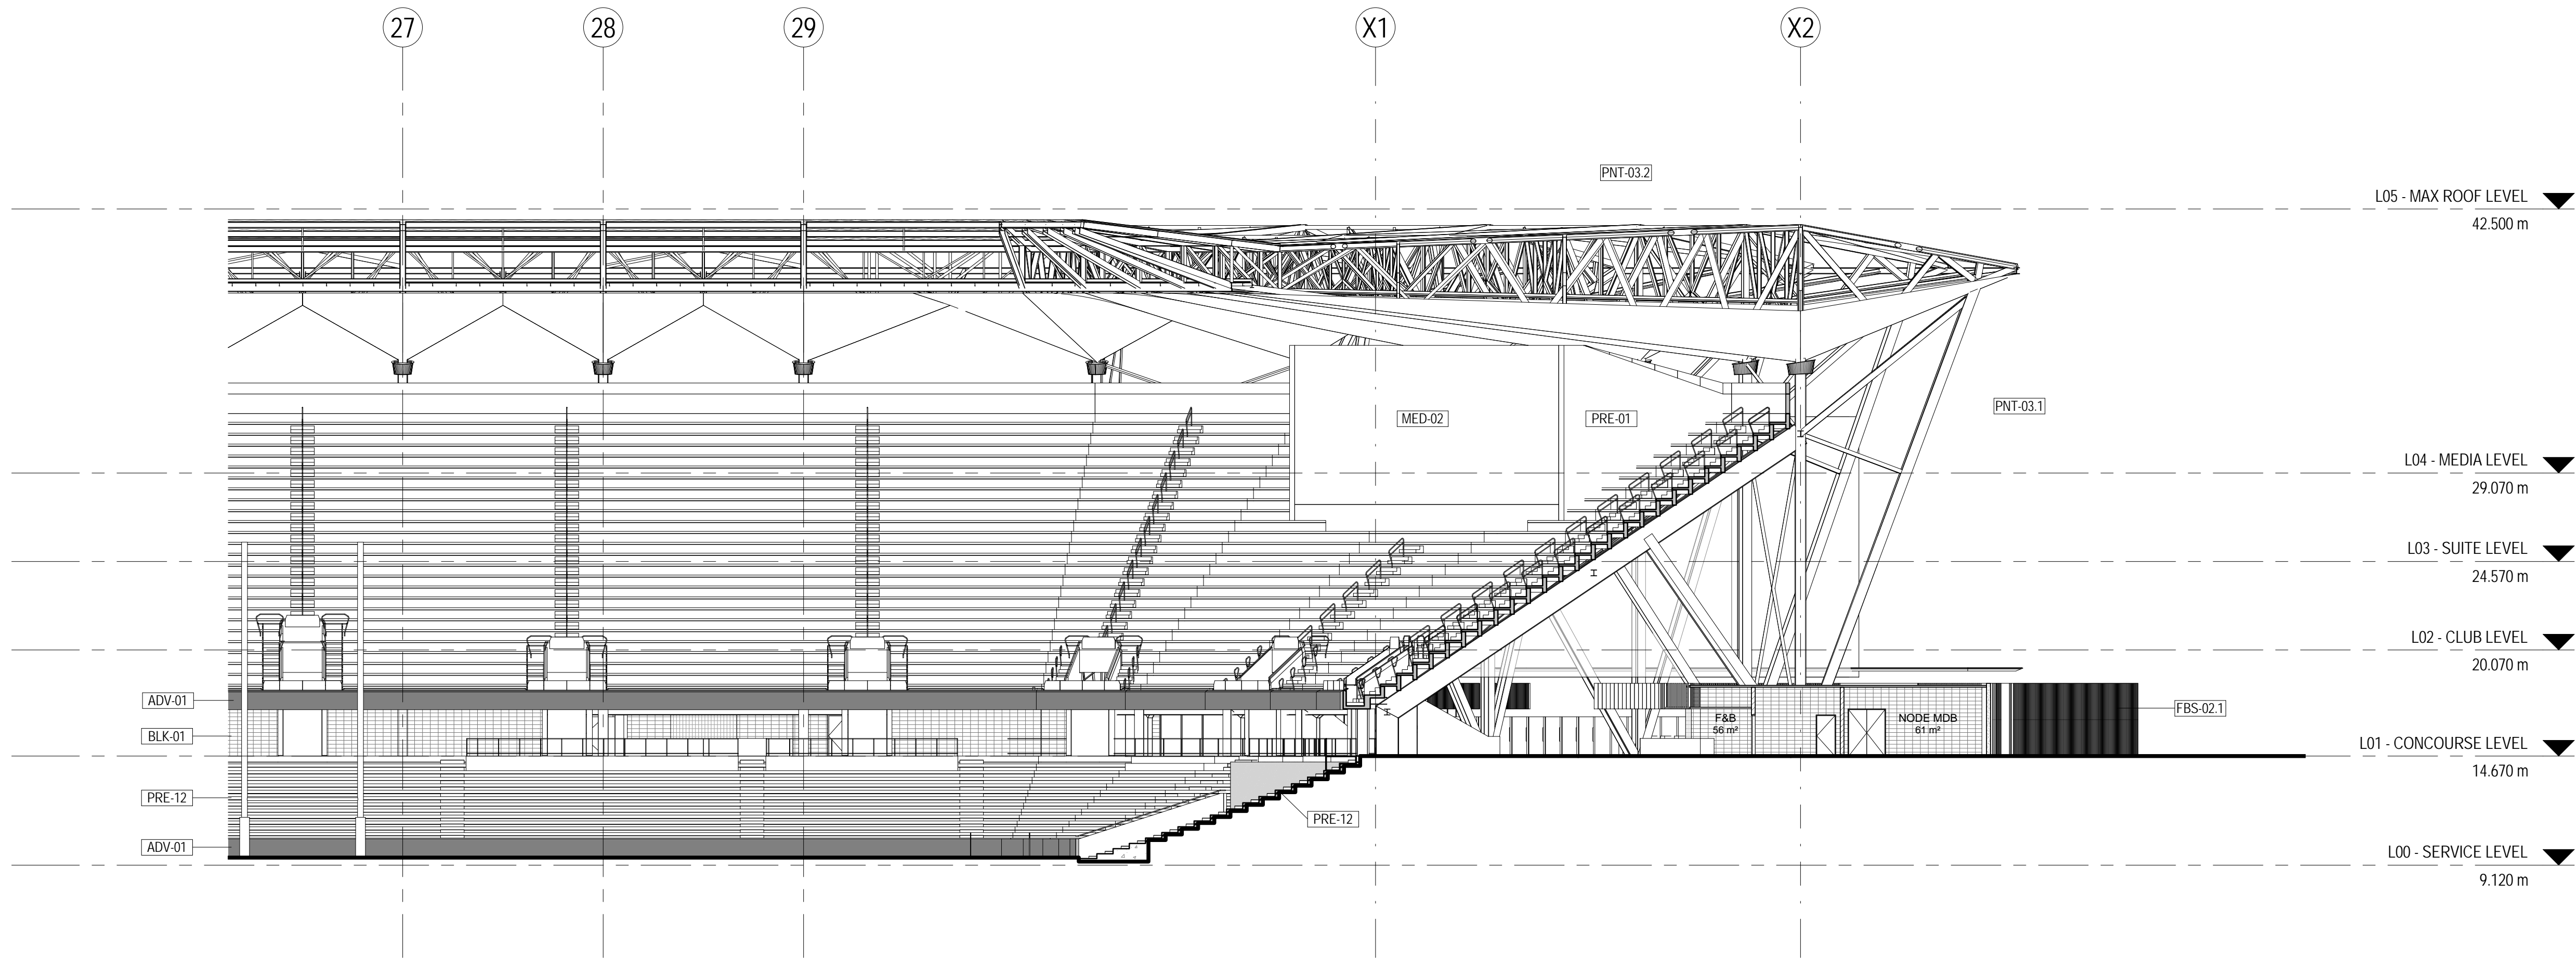 27
28
29
X1
X2
PNT-03.2
L05 - MAX ROOF LEVEL
42.500 m
MED-02
PRE-01
PNT-03.1
L04 - MEDIA LEVEL
29.070 m
L03 - SUITE LEVEL
24.570 m
L02 - CLUB LEVEL
20.070 m
ADV-01
FBS-02.1
F&B
56 m²
NODE MDB
61 m²
BLK-01
L01 - CONCOURSE LEVEL
14.670 m
PRE-12
PRE-12
ADV-01
L00 - SERVICE LEVEL
9.120 m